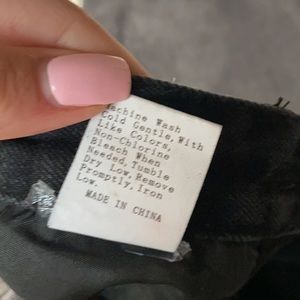 Machine Wash
Cold Gentle, With
Like Colors,
Non-Chlorine
Bleach When
Needed, Tumble
Dry Low, Remove
Promptly, Iron
Low.
MADE IN CHINA